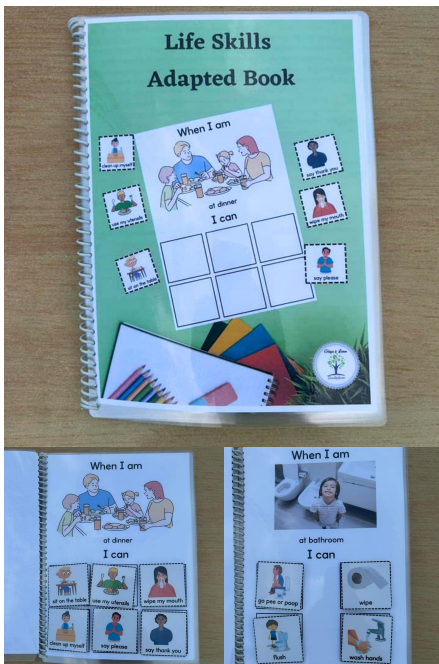 Life Skills
Adapted Book
When I am
at dinner
I can
clean up myself
use my utensils
sit on the table
say thank you
wipe my mouth
say please
When I am
at dinner
I can
sit on the table
use my utensils
wipe my mouth
clean up myself
say please
say thank you
When I am
at bathroom
I can
go pee or poop
wipe
flush
wash hands